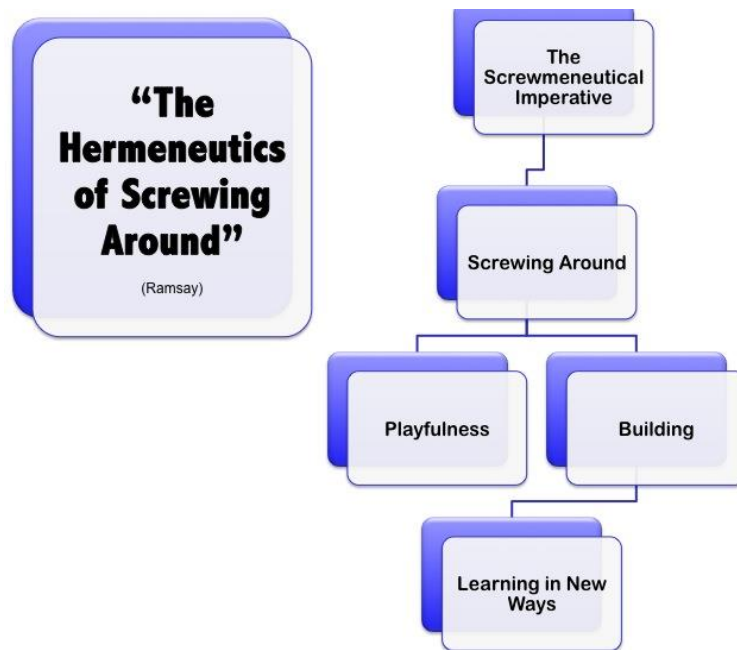 “The
Hermeneutics
of Screwing
Around”
(Ramsay)
The
Screwmeneutical
Imperative
Screwing Around
Playfulness
Building
Learning in New
Ways